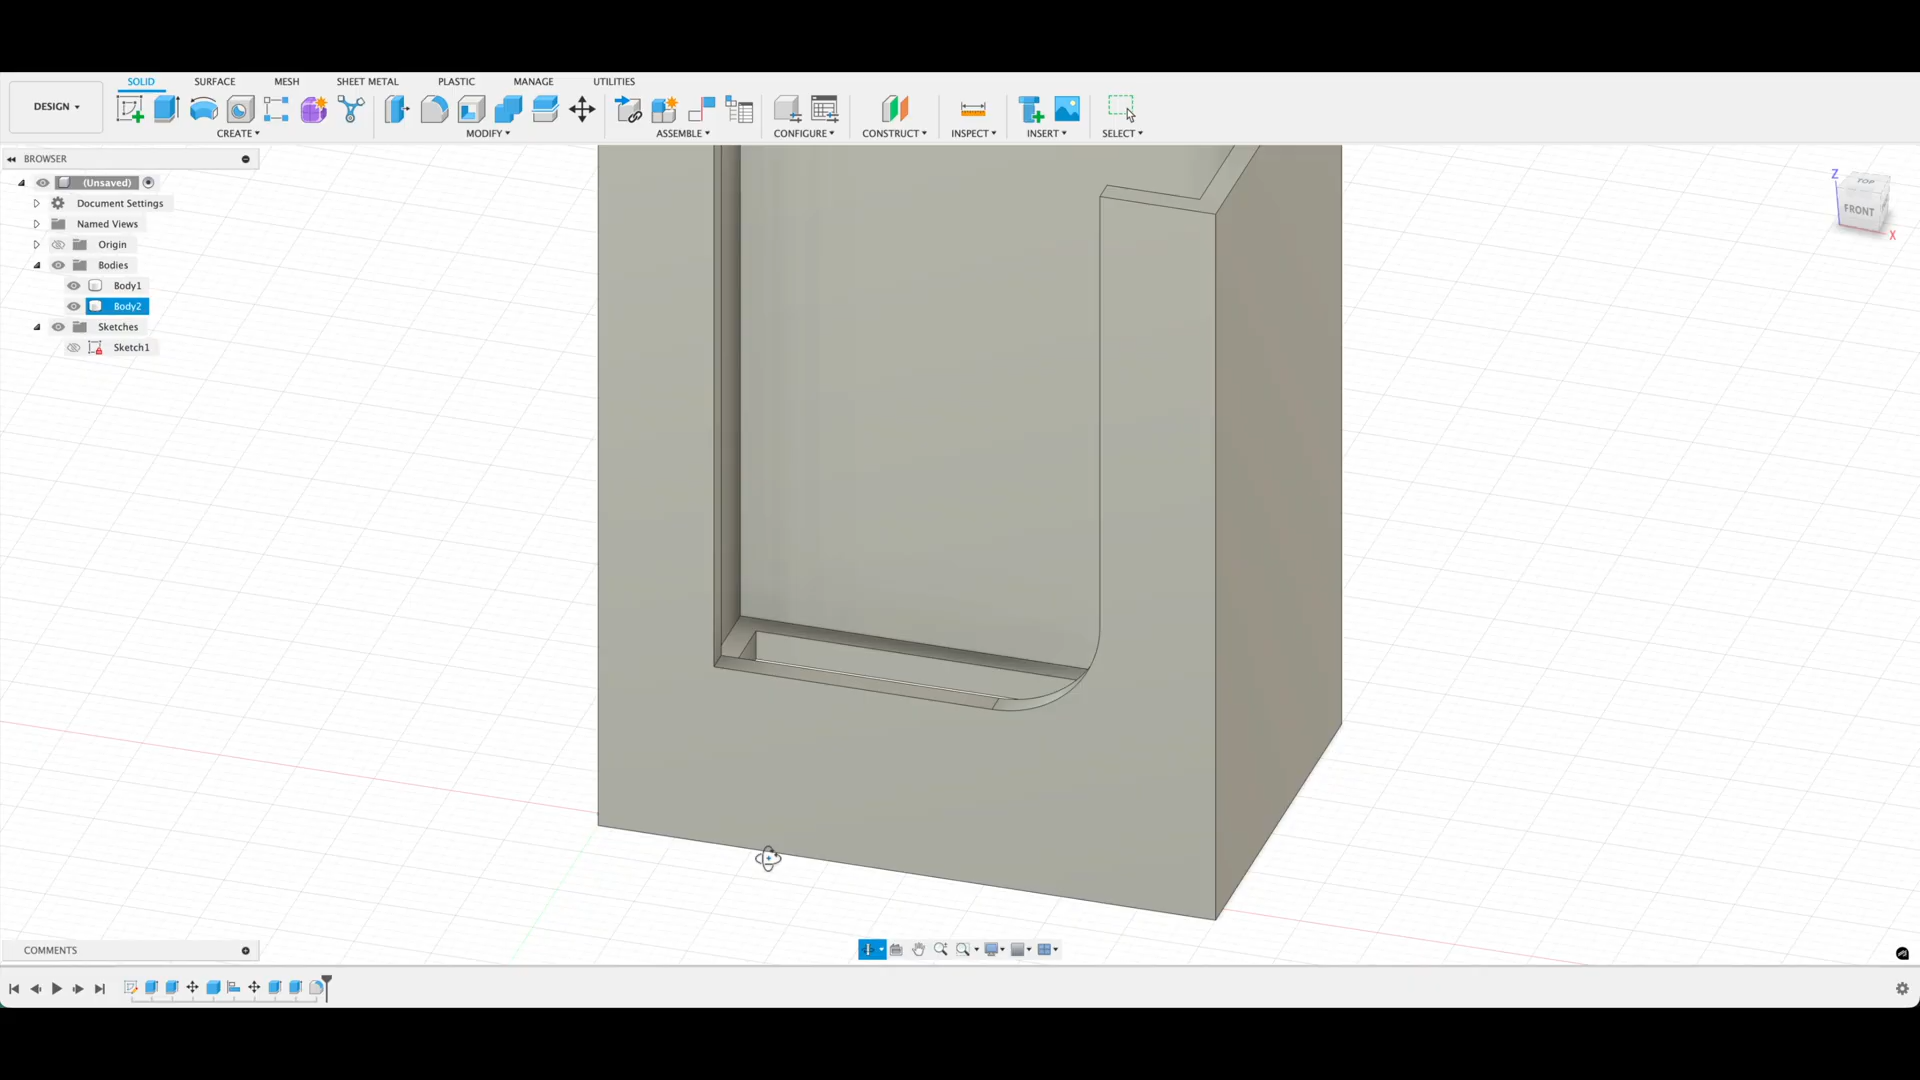 SOLID SURFACE MESH SHEET METAL PLASTIC MANAGE UTILITIES
DESIGN
CREATE MODIFY ASSEMBLE CONFIGURE CONSTRUCT INSPECT INSERT SELECT
BROWSER
(Unsaved)
Document Settings
Named Views
Origin
Bodies
Body1
Body2
Sketches
Sketch1
Z
TOP
FRONT
X
COMMENTS